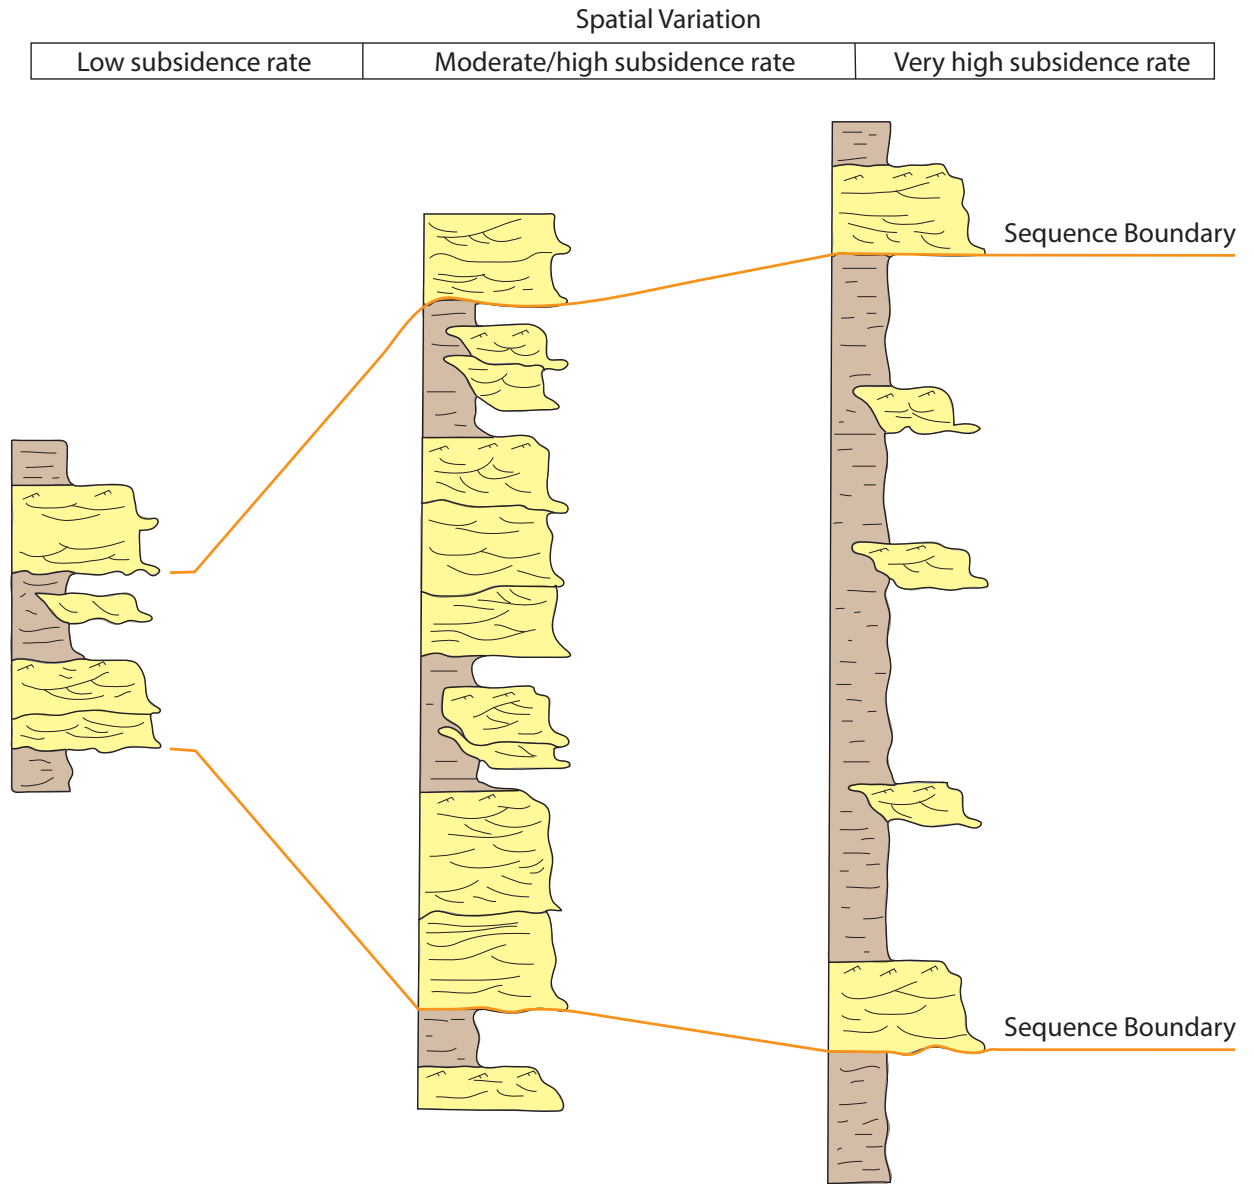 Spatial Variation
Low subsidence rate
Moderate/high subsidence rate
Very high subsidence rate
Sequence Boundary
Sequence Boundary